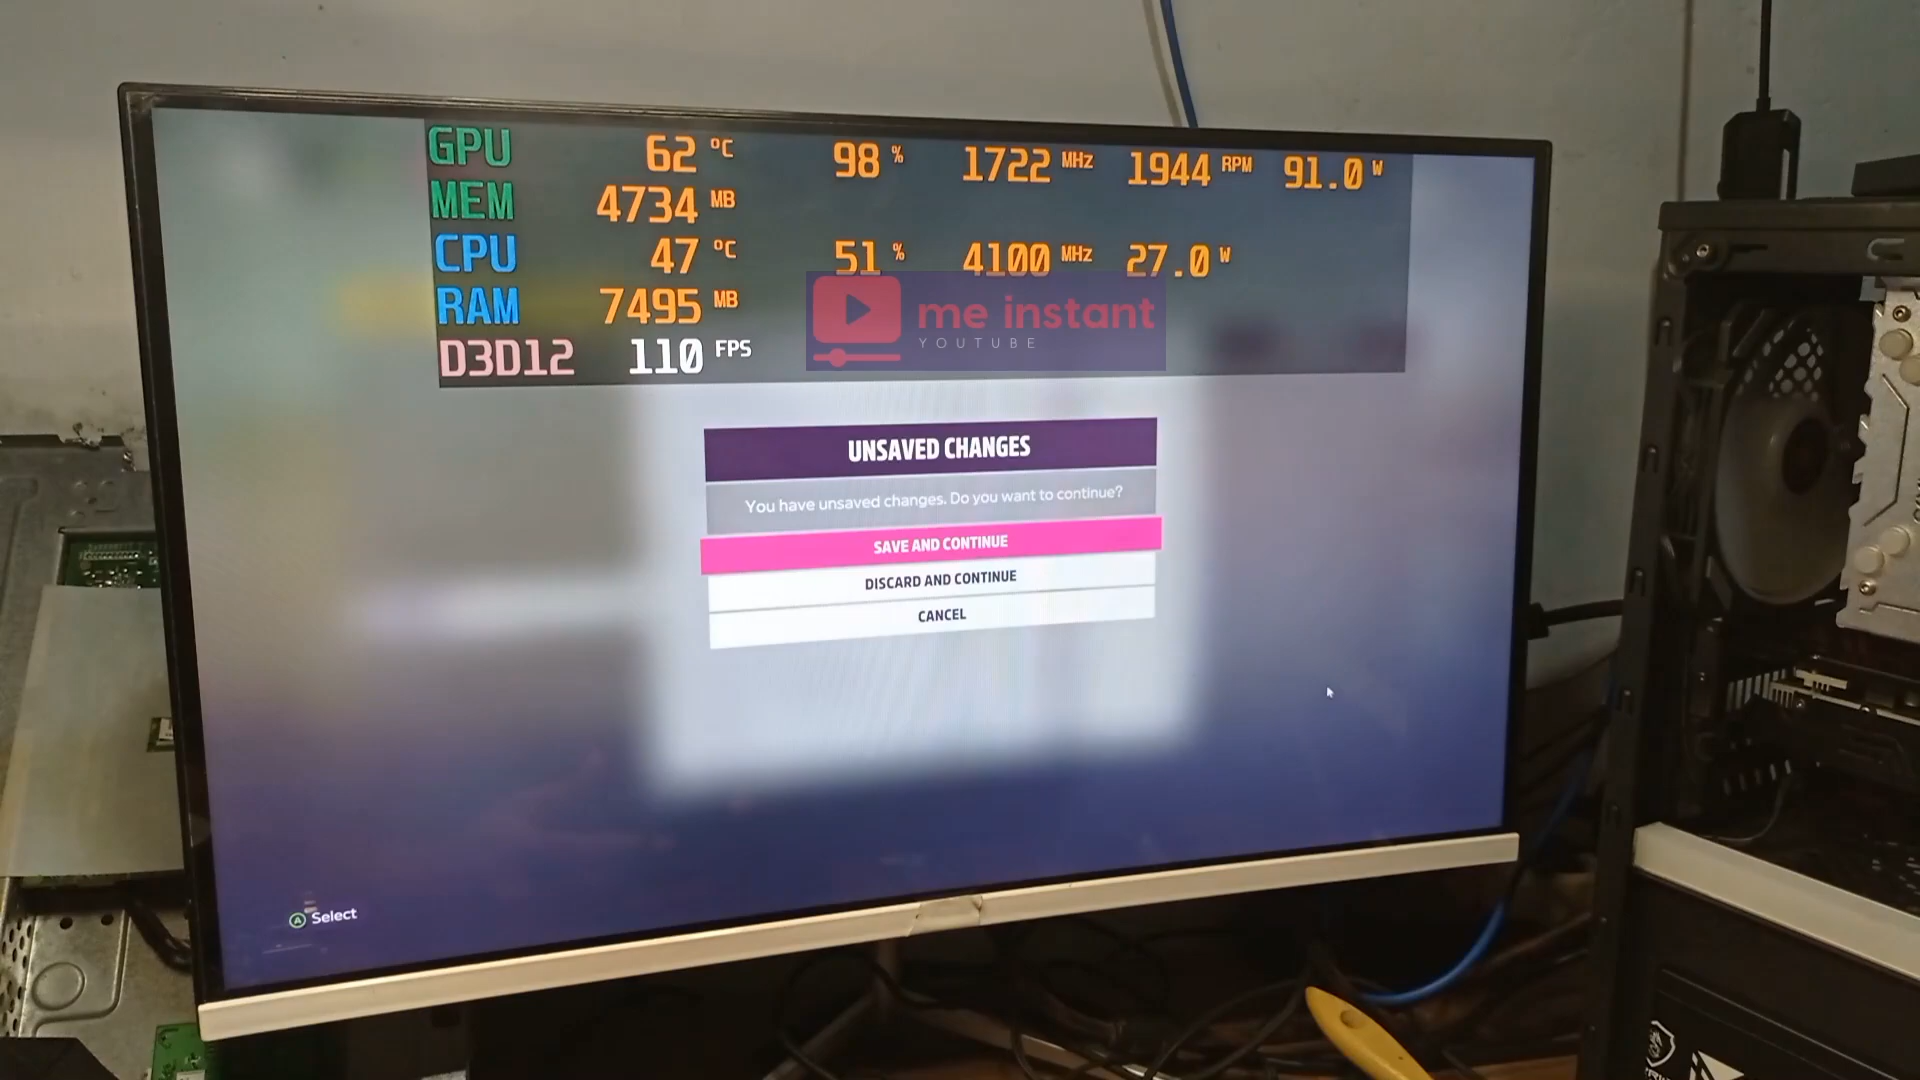 GPU 62 °C 98 % 1722 MHz 1944 RPM 91.0 W
MEM 4734 MB
CPU 47 °C 51 % 4100 MHz 27.0 W
RAM 7495 MB
D3D12 110 FPS
me instant
YOUTUBE
UNSAVED CHANGES
You have unsaved changes. Do you want to continue?
SAVE AND CONTINUE
DISCARD AND CONTINUE
CANCEL
A Select